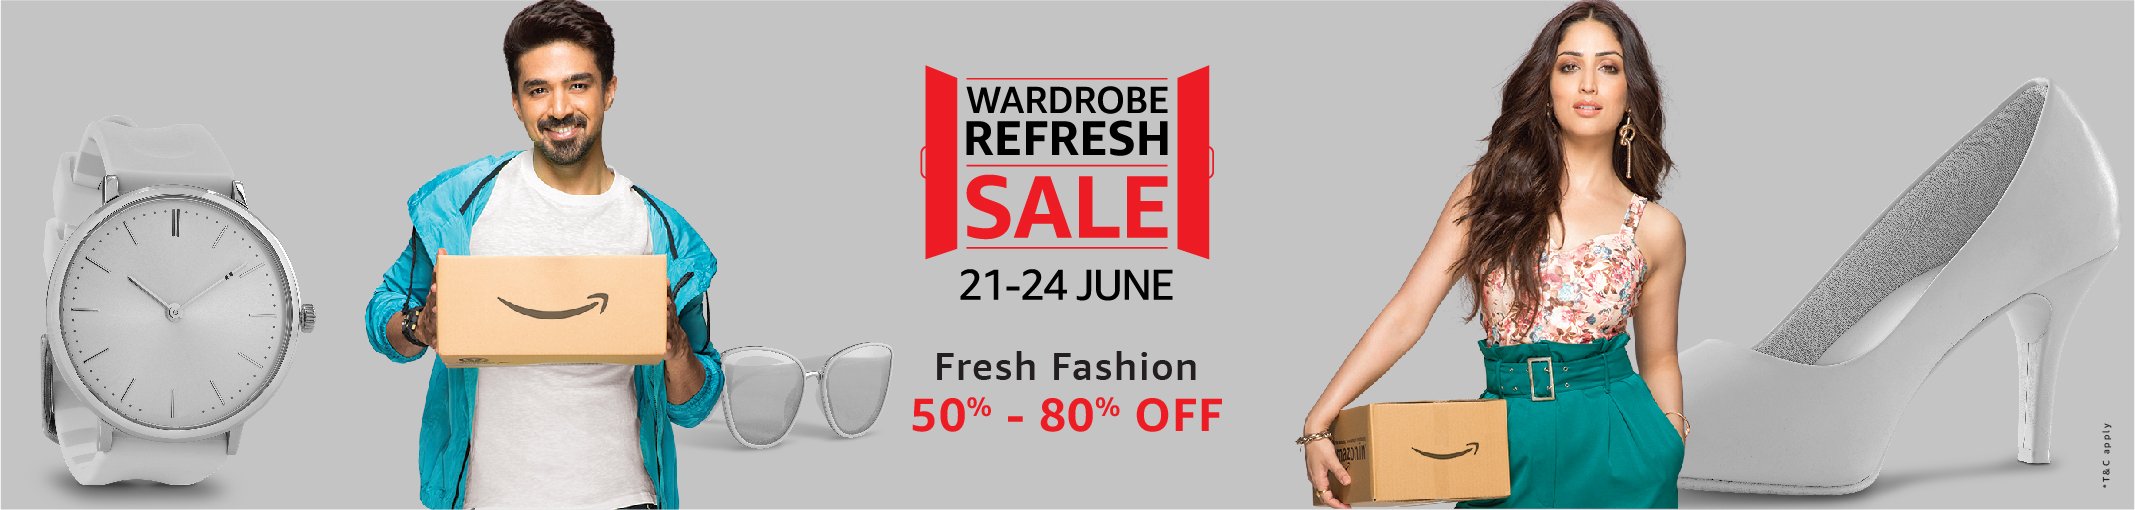 WARDROBE
REFRESH
SALE
21-24 JUNE
Fresh Fashion
50% - 80% OFF
*T&C apply